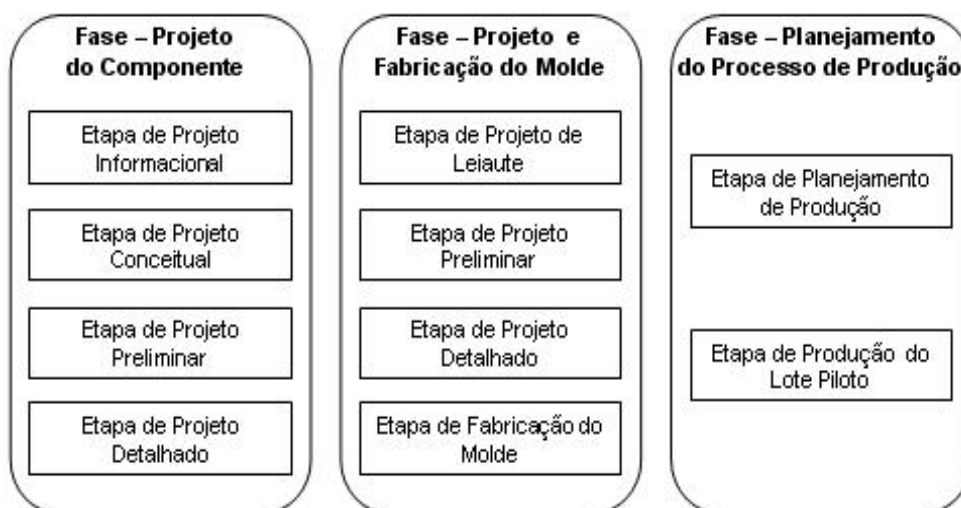 Fase – Projeto
do Componente
Etapa de Projeto
Informacional
Etapa de Projeto
Conceitual
Etapa de Projeto
Preliminar
Etapa de Projeto
Detalhado
Fase – Projeto e
Fabricação do Molde
Etapa de Projeto de
Leiaute
Etapa de Projeto
Preliminar
Etapa de Projeto
Detalhado
Etapa de Fabricação do
Molde
Fase – Planejamento
do Processo de Produção
Etapa de Planejamento
de Produção
Etapa de Produção do
Lote Piloto